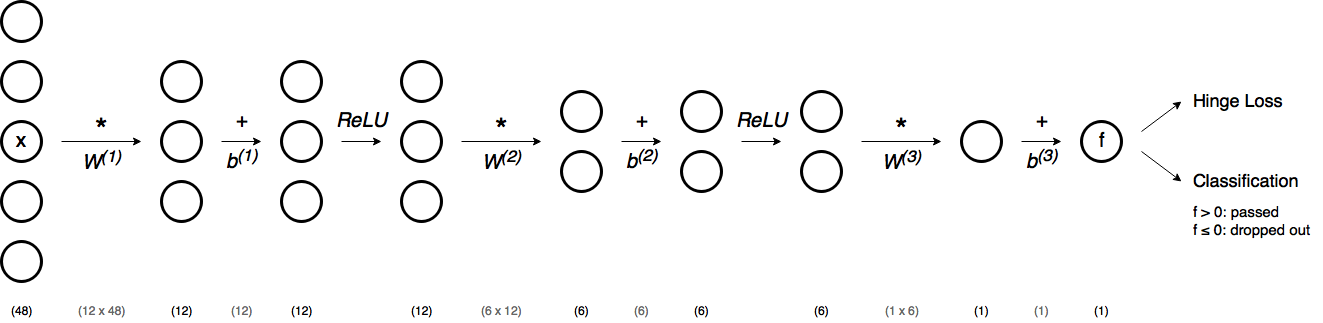 x
*
W(1)
+
b(1)
ReLU
*
W(2)
+
b(2)
ReLU
*
W(3)
+
b(3)
f
Hinge Loss
Classification
f > 0: passed
f ≤ 0: dropped out
(48) (12 x 48) (12) (12) (12) (12) (6 x 12) (6) (6) (6) (6) (1 x 6) (1) (1) (1)